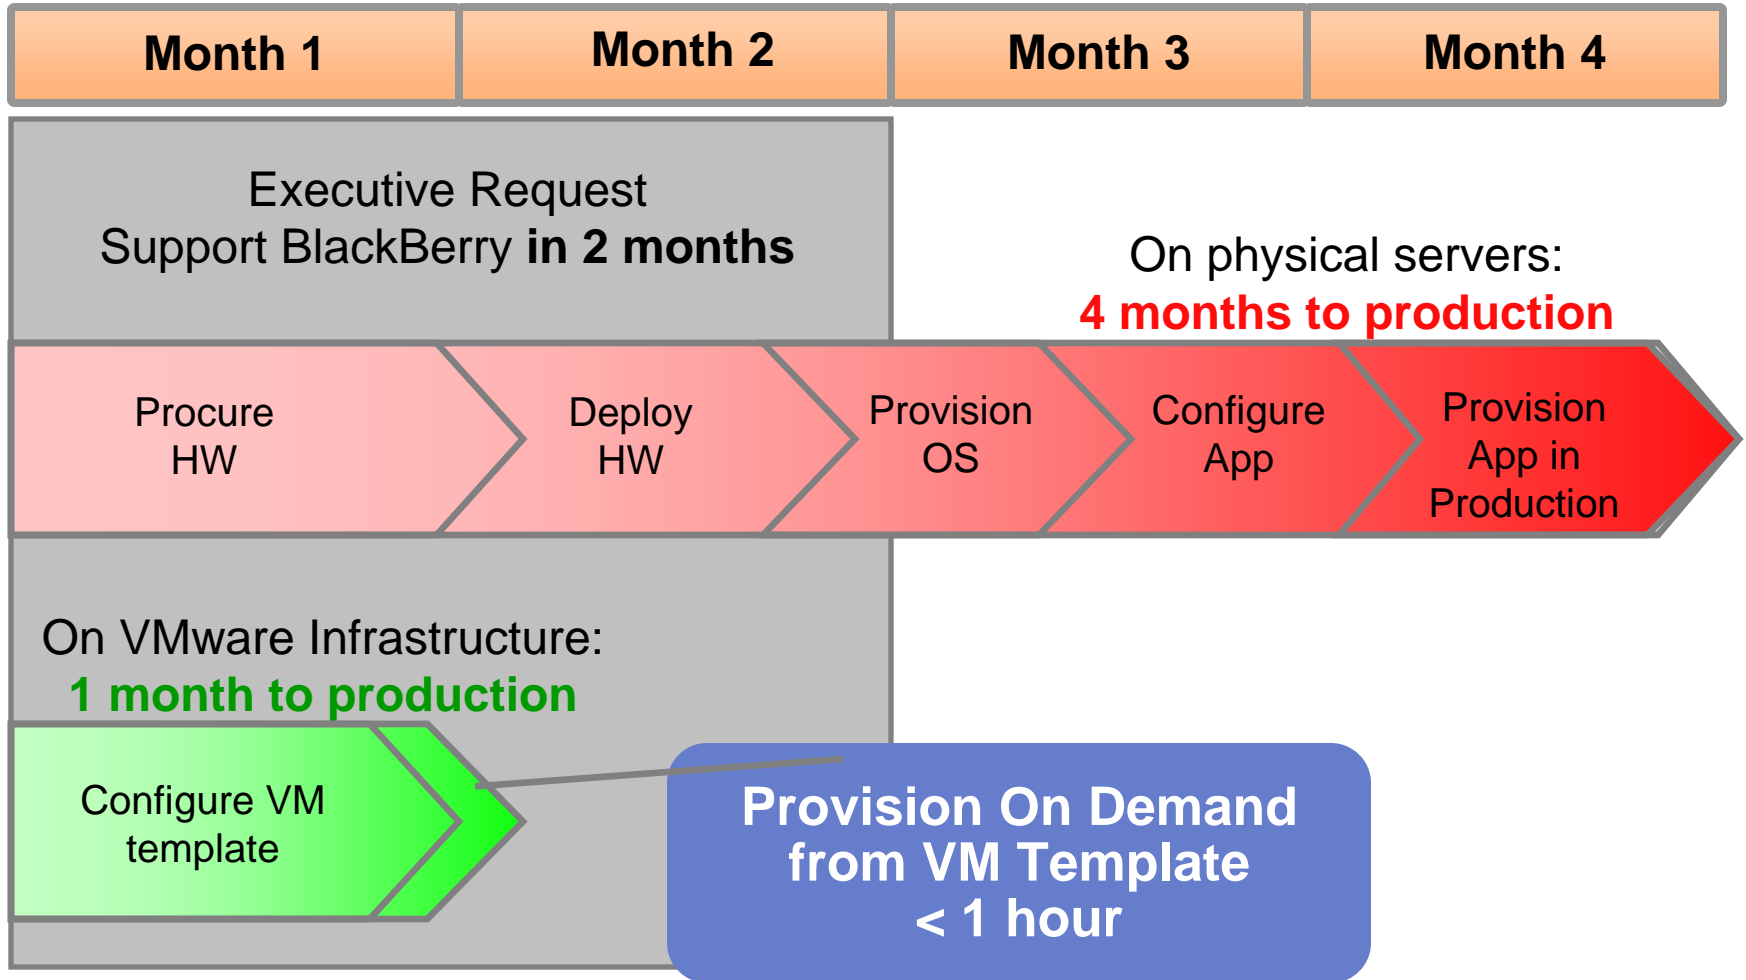 Month 1
Month 2
Month 3
Month 4
Executive Request
Support BlackBerry in 2 months
On physical servers:
4 months to production
Procure
HW
Deploy
HW
Provision
OS
Configure
App
Provision
App in
Production
On VMware Infrastructure:
1 month to production
Configure VM
template
Provision On Demand
from VM Template
< 1 hour